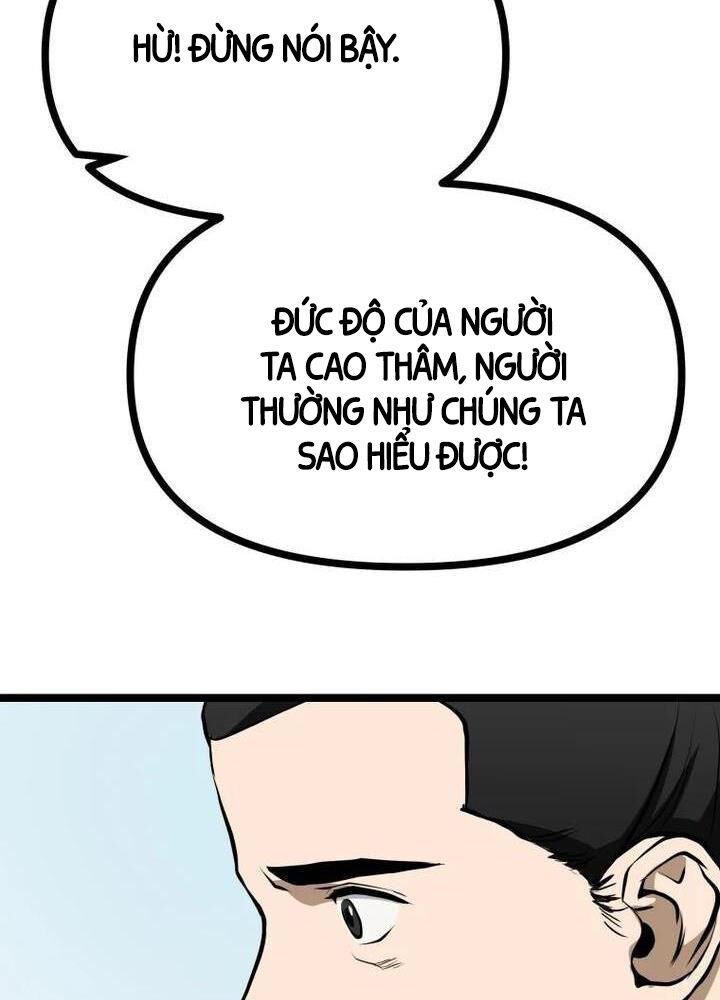 HỪ! ĐỪNG NÓI BẬY.
ĐỨC ĐỘ CỦA NGƯỜI
TA CAO THÂM, NGƯỜI
THƯỜNG NHƯ CHÚNG TA
SAO HIỂU ĐƯỢC!